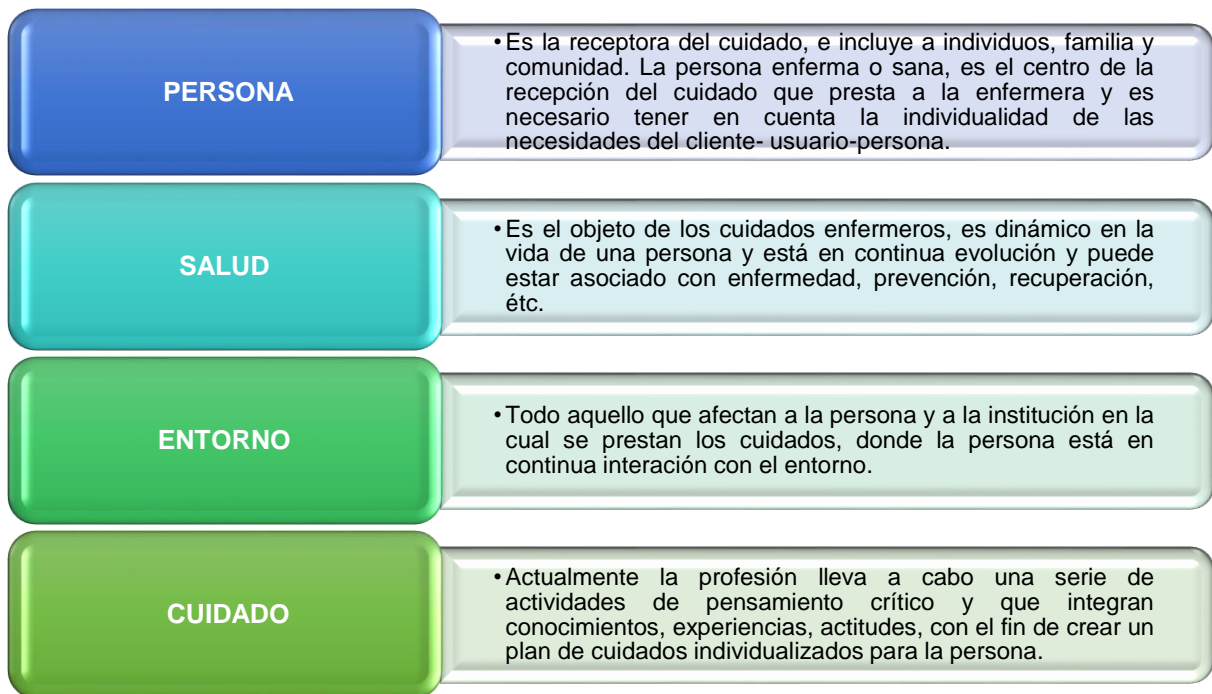 PERSONA
•Es la receptora del cuidado, e incluye a individuos, familia y
comunidad. La persona enferma o sana, es el centro de la
recepción del cuidado que presta a la enfermera y es
necesario tener en cuenta la individualidad de las
necesidades del cliente- usuario-persona.
SALUD
•Es el objeto de los cuidados enfermeros, es dinámico en la
vida de una persona y está en continua evolución y puede
estar asociado con enfermedad, prevención, recuperación,
étc.
ENTORNO
•Todo aquello que afectan a la persona y a la institución en la
cual se prestan los cuidados, donde la persona está en
continua interación con el entorno.
CUIDADO
•Actualmente la profesión lleva a cabo una serie de
actividades de pensamiento crítico y que integran
conocimientos, experiencias, actitudes, con el fin de crear un
plan de cuidados individualizados para la persona.